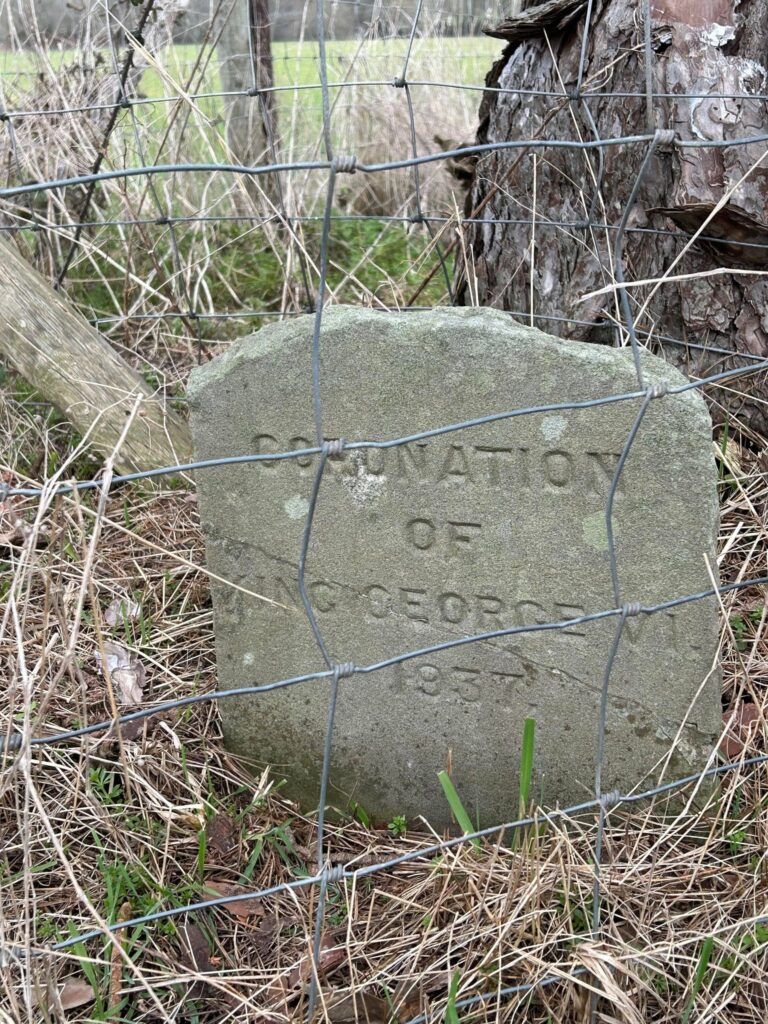 CORONATION
OF
KING GEORGE VI.
1937.